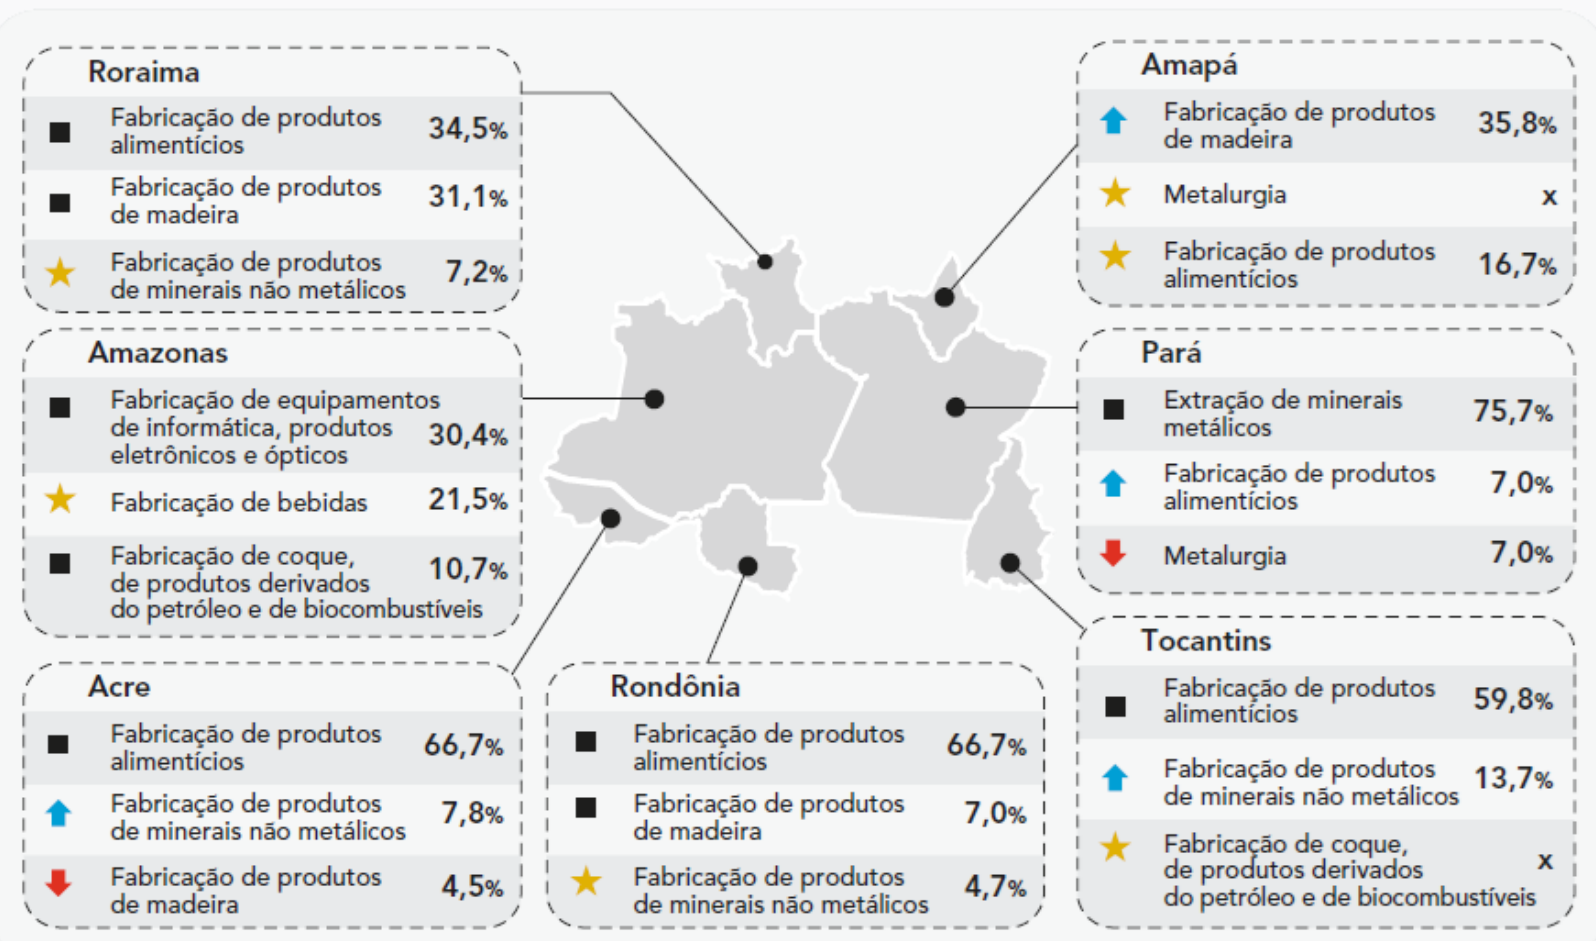 Roraima
Fabricação de produtos
alimentícios
34,5%
Fabricação de produtos
de madeira
31,1%
Fabricação de produtos
de minerais não metálicos
7,2%
Amazonas
Fabricação de equipamentos
de informática, produtos
eletrônicos e ópticos
30,4%
Fabricação de bebidas
21,5%
Fabricação de coque,
de produtos derivados
do petróleo e de biocombustíveis
10,7%
Acre
Fabricação de produtos
alimentícios
66,7%
Fabricação de produtos
de minerais não metálicos
7,8%
Fabricação de produtos
de madeira
4,5%
Rondônia
Fabricação de produtos
alimentícios
66,7%
Fabricação de produtos
de madeira
7,0%
Fabricação de produtos
de minerais não metálicos
4,7%
Amapá
Fabricação de produtos
de madeira
35,8%
Metalurgia
x
Fabricação de produtos
alimentícios
16,7%
Pará
Extração de minerais
metálicos
75,7%
Fabricação de produtos
alimentícios
7,0%
Metalurgia
7,0%
Tocantins
Fabricação de produtos
alimentícios
59,8%
Fabricação de produtos
de minerais não metálicos
13,7%
Fabricação de coque,
de produtos derivados
do petróleo e de biocombustíveis
x